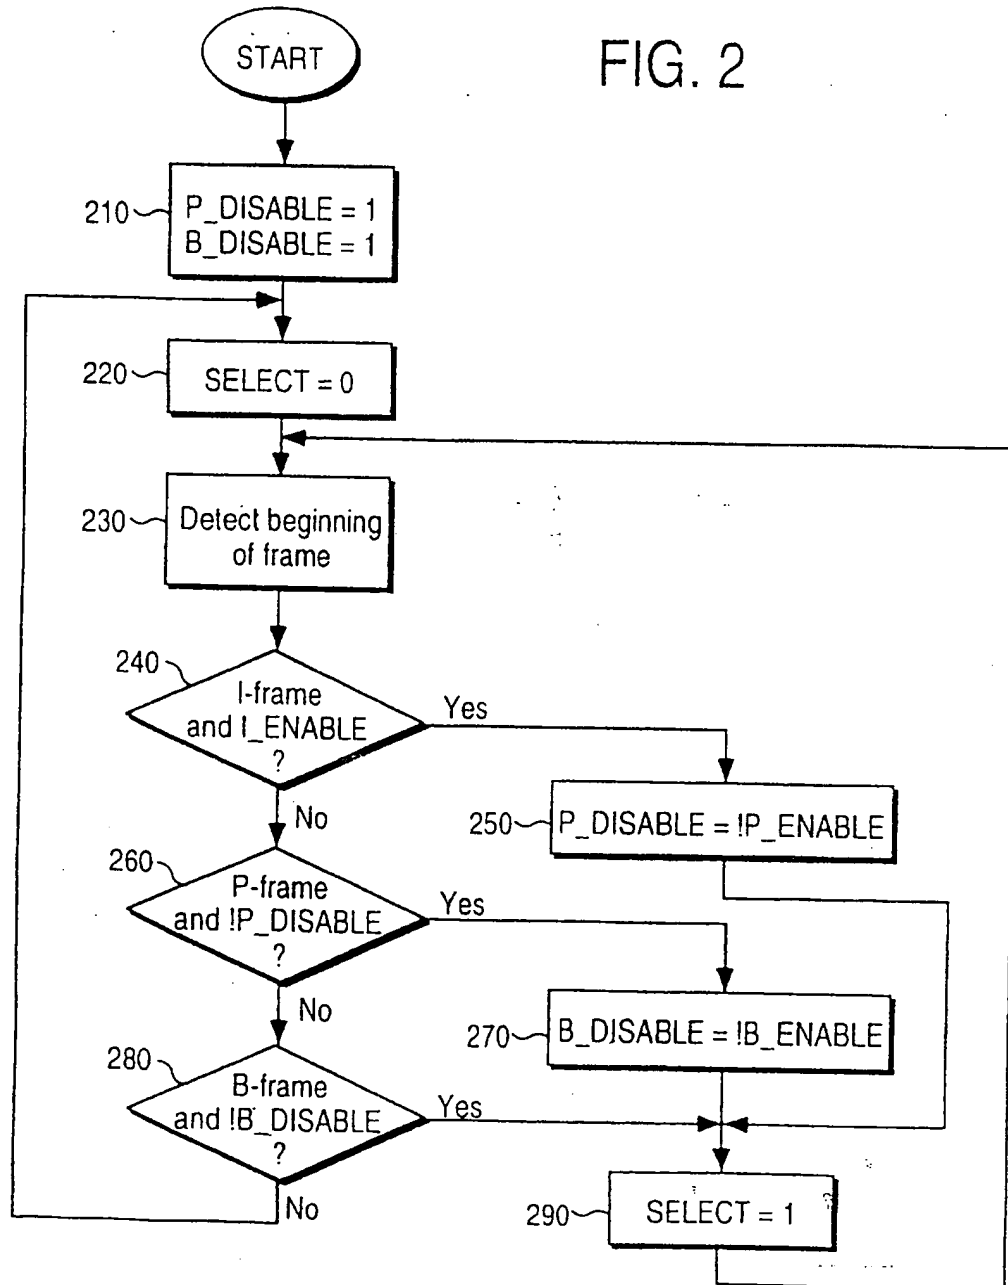 FIG. 2
START
210
P_DISABLE = 1
B_DISABLE = 1
220
SELECT = 0
230
Detect beginning
of frame
240
I-frame
and I_ENABLE
?
Yes
No
250
P_DISABLE = !P_ENABLE
260
P-frame
and !P_DISABLE
?
Yes
No
270
B_DISABLE = !B_ENABLE
280
B-frame
and !B_DISABLE
?
Yes
No
290
SELECT = 1